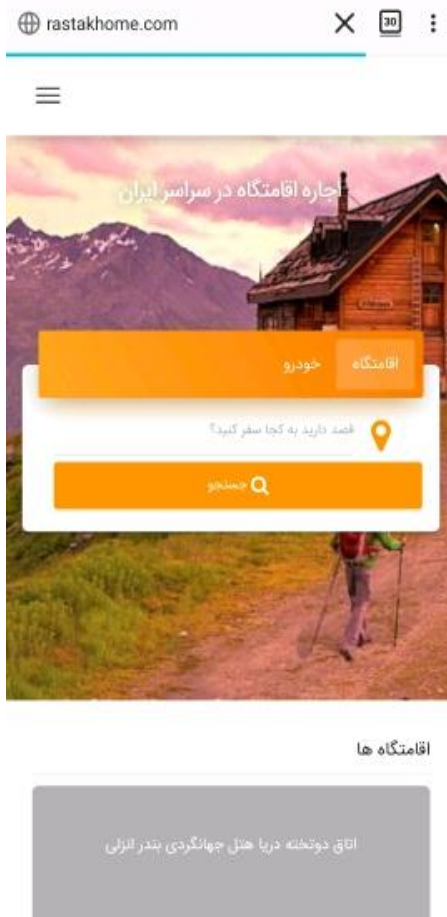 rastakhome.com
30
اجاره اقامتگاه در سراسر ایران
اقامتگاه خودرو
قصد دارید به کجا سفر کنید؟
جستجو
اقامتگاه ها
اتاق دوتخته دریا هتل جهانگردی بندر انزلی